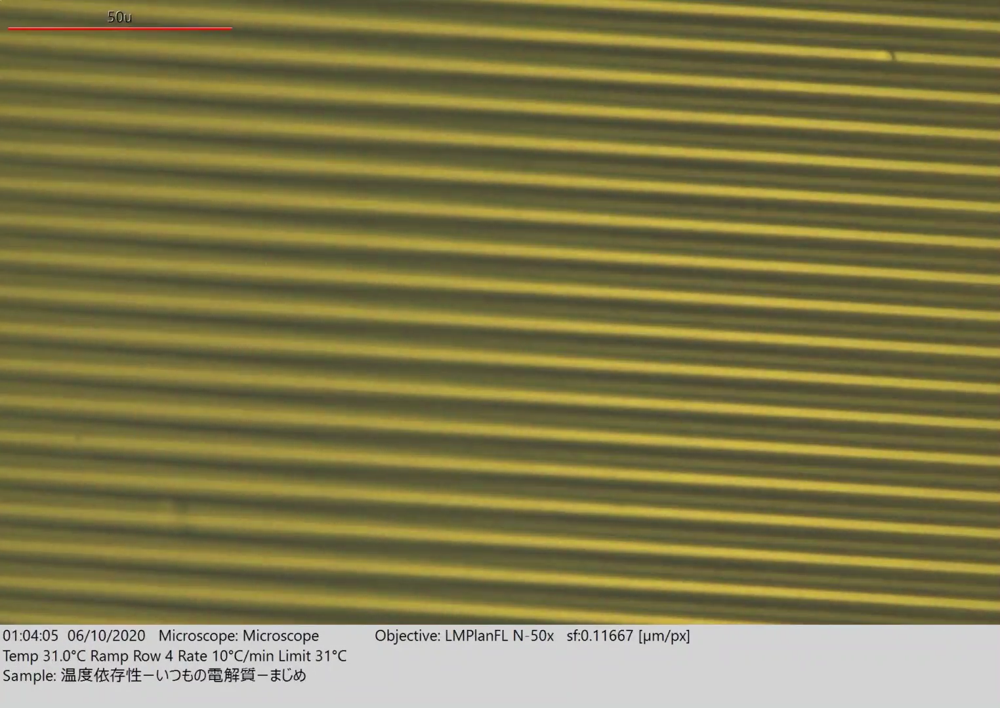 50u
01:04:05 06/10/2020 Microscope: Microscope Objective: LMPlanFL N-50x sf:0.11667 [µm/px]
Temp 31.0°C Ramp Row 4 Rate 10°C/min Limit 31°C
Sample: 温度依存性－いつもの電解質－まじめ